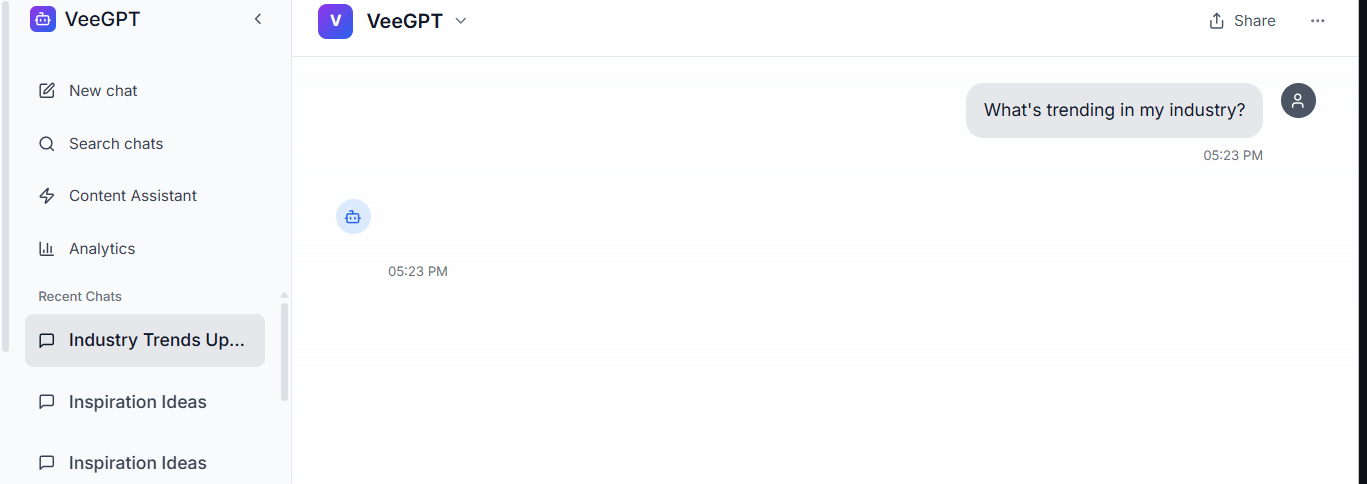 VeeGPT
New chat
Search chats
Content Assistant
Analytics
Recent Chats
Industry Trends Up...
Inspiration Ideas
Inspiration Ideas
V
VeeGPT
Share
What's trending in my industry?
05:23 PM
05:23 PM